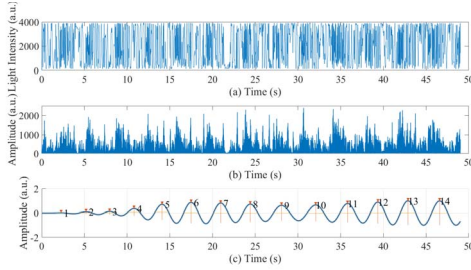 Light Intensity (a.u.)
4000
2000
0
0 5 10 15 20 25 30 35 40 45 50
(a) Time (s)
Amplitude (a.u.)
2000
1000
0
0 5 10 15 20 25 30 35 40 45 50
(b) Time (s)
Amplitude (a.u.)
2
0
-2
1 2 3 4 5 6 7 8 9 10 11 12 13 14
0 5 10 15 20 25 30 35 40 45 50
(c) Time (s)